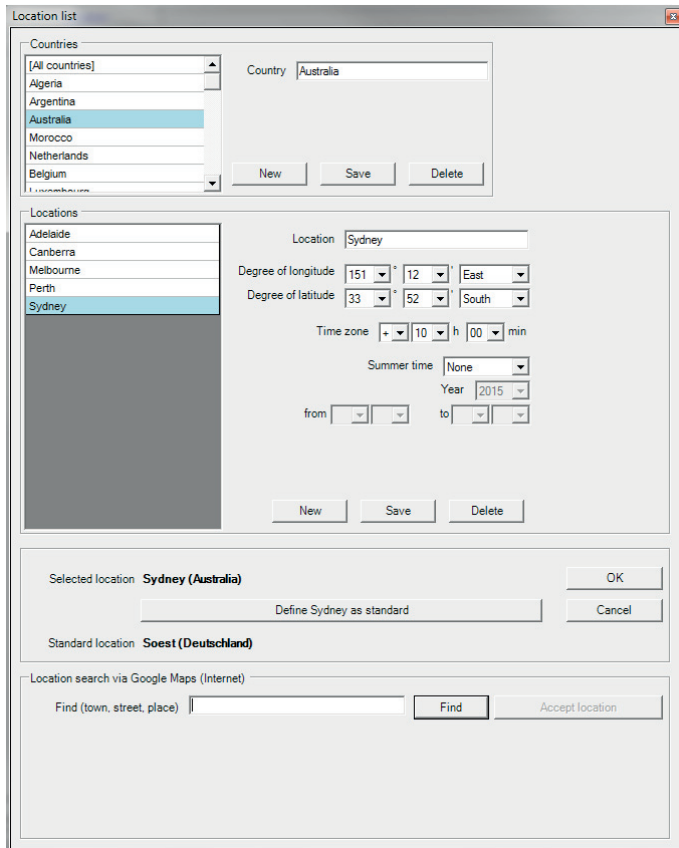 Location list
Countries
[All countries]
Algeria
Argentina
Australia
Morocco
Netherlands
Belgium
Luxembourg
Country Australia
New Save Delete
Locations
Adelaide
Canberra
Melbourne
Perth
Sydney
Location Sydney
Degree of longitude 151 ° 12 ' East
Degree of latitude 33 ° 52 ' South
Time zone + 10 h 00 min
Summer time None
Year 2015
from to
New Save Delete
Selected location Sydney (Australia) OK
Define Sydney as standard Cancel
Standard location Soest (Deutschland)
Location search via Google Maps (Internet)
Find (town, street, place) Find Accept location